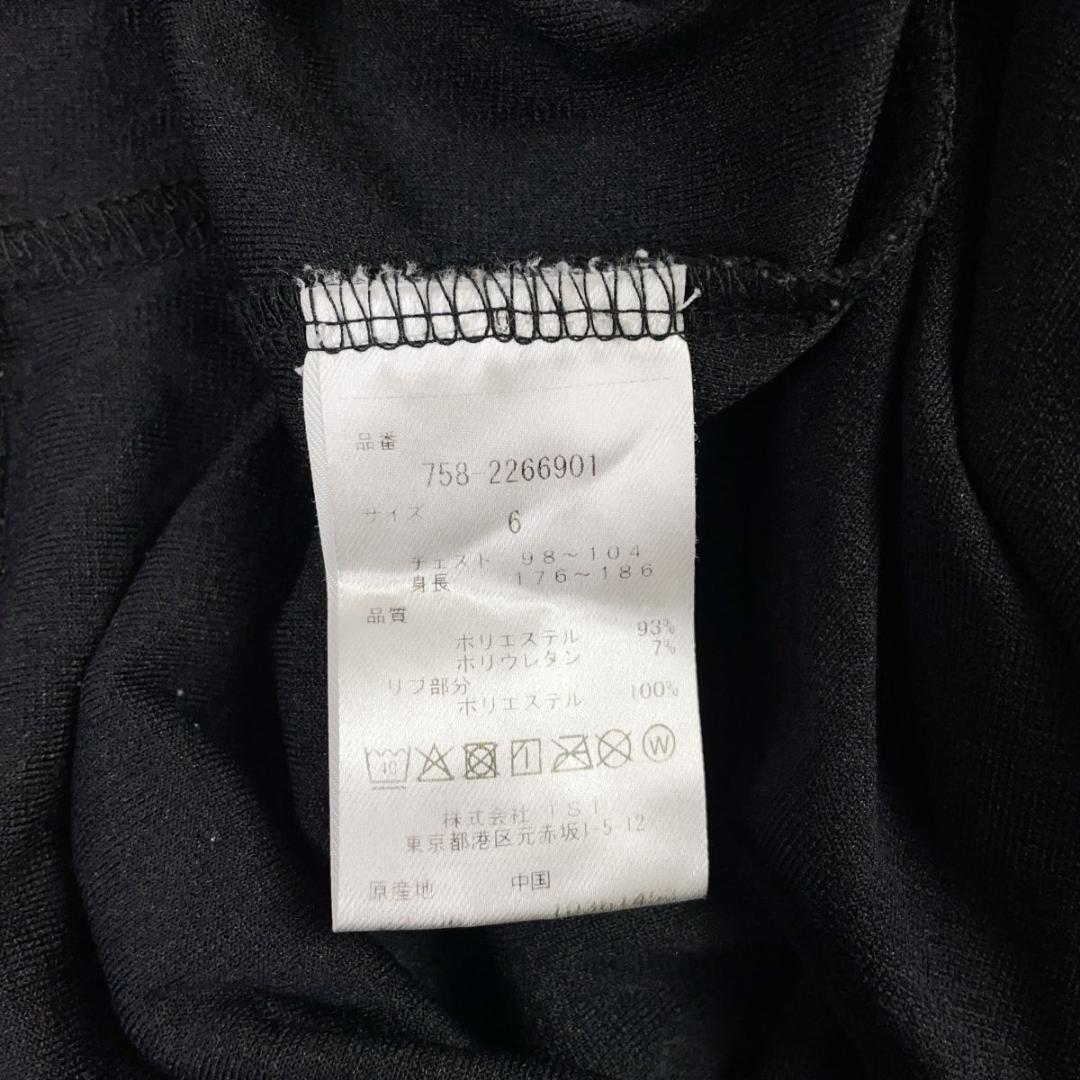 品番
758-2266901
サイズ 6
チェスト 98～104
身長 176～186
品質
ポリエステル 93%
ポリウレタン 7%
リブ部分
ポリエステル 100%
40 W
株式会社 TSI
東京都港区元赤坂1-5-12
原産地 中国